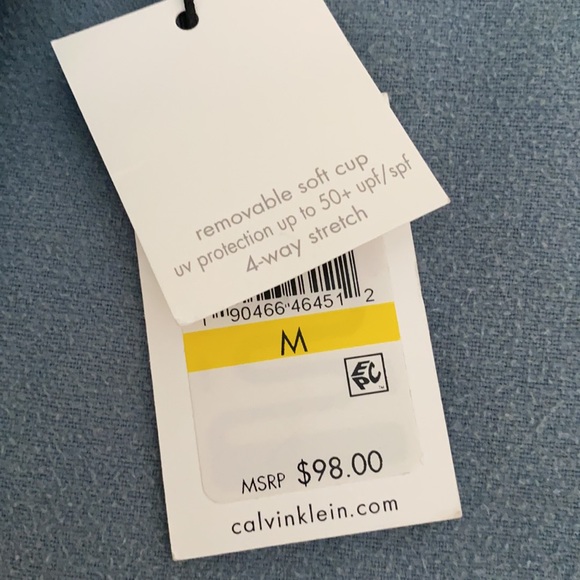 removable soft cup
uv protection up to 50+ upf/spf
4-way stretch
1 90466 46451 2
M
EPC
MSRP $98.00
calvinklein.com